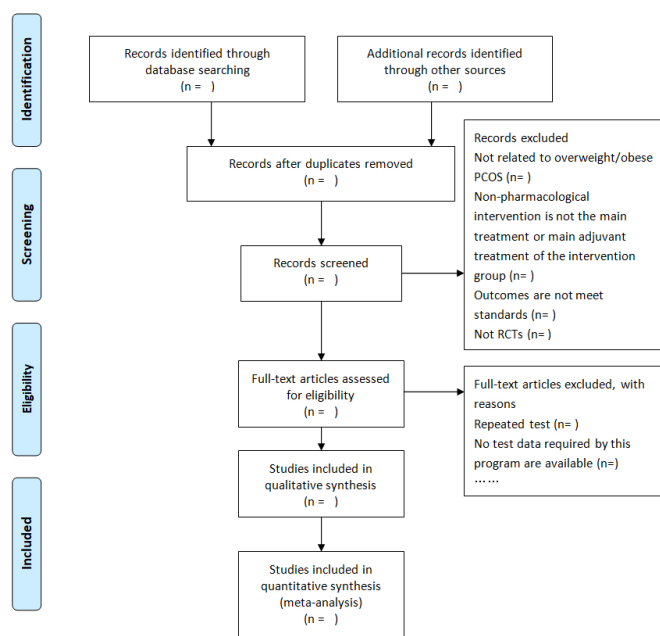 Identification
Records identified through
database searching
(n =   )
Additional records identified
through other sources
(n =   )
Records after duplicates removed
(n =   )
Screening
Records screened
(n =   )
Records excluded
Not related to overweight/obese
PCOS (n= )
Non-pharmacological
intervention is not the main
treatment or main adjuvant
treatment of the intervention
group (n= )
Outcomes are not meet
standards (n= )
Not RCTs (n= )
Eligibility
Full-text articles assessed
for eligibility
(n =   )
Full-text articles excluded, with
reasons
Repeated test (n= )
No test data required by this
program are available (n=)
……
Included
Studies included in
qualitative synthesis
(n =   )
Studies included in
quantitative synthesis
(meta-analysis)
(n =   )